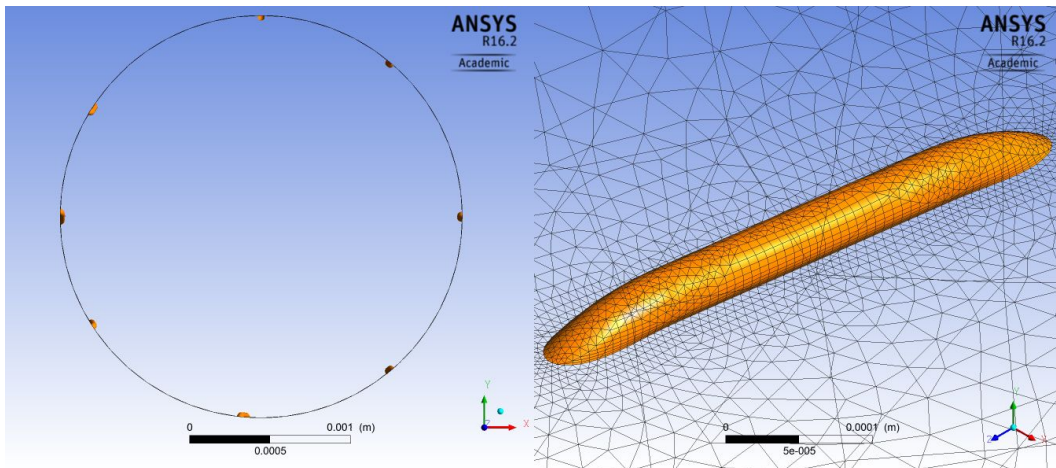 ANSYS
R16.2
Academic
Y
Z
X
0
0.001 (m)
0.0005
ANSYS
R16.2
Academic
Y
Z
X
0
0.0001 (m)
5e-005